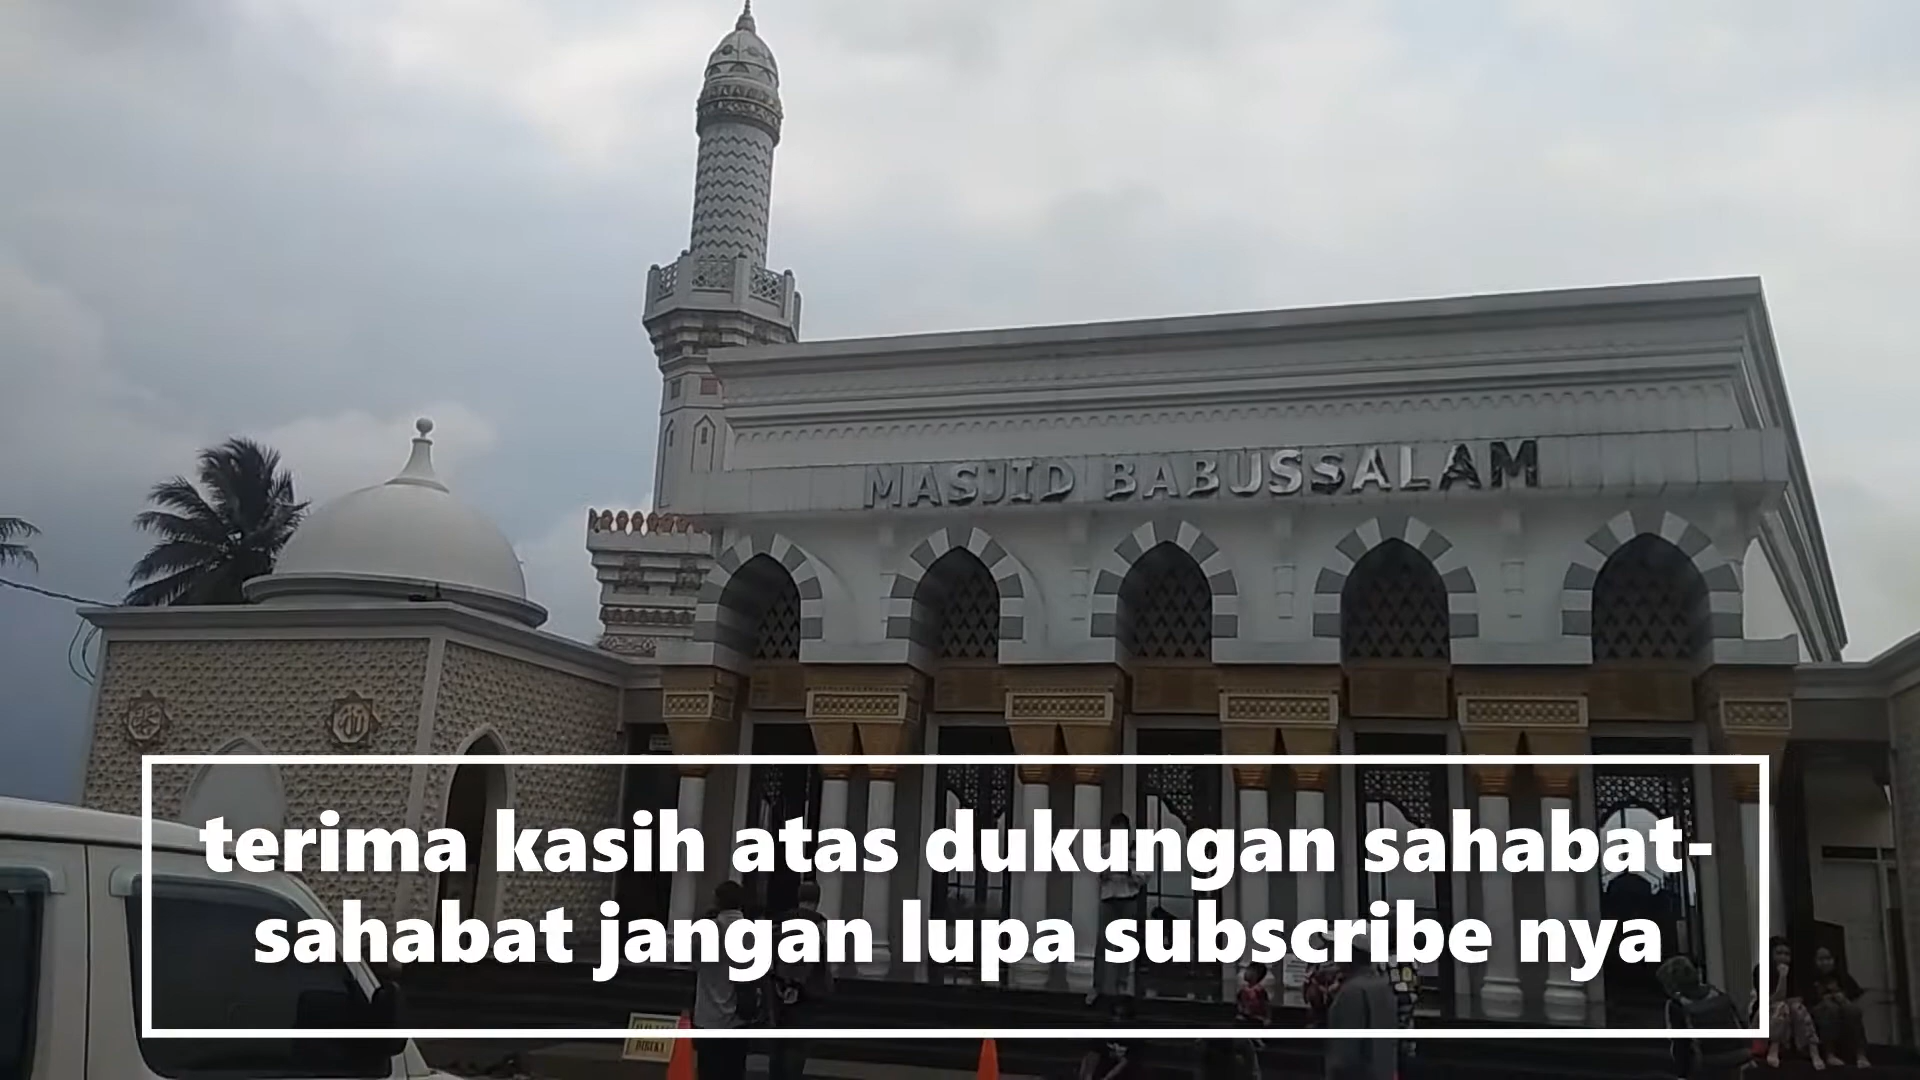 MASJID BABUSSALAM
terima kasih atas dukungan sahabat-
sahabat jangan lupa subscribe nya